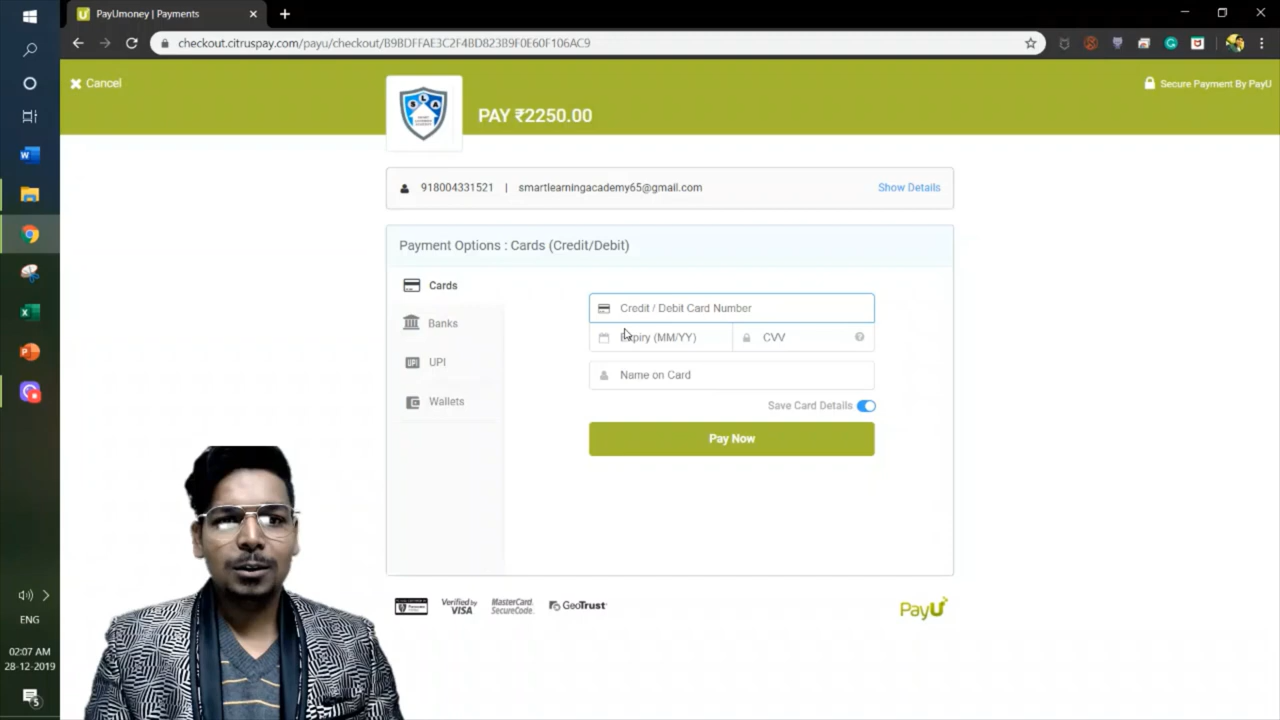 PayUmoney | Payments
checkout.citruspay.com/payu/checkout/B9BDFFAE3C2F4BD823B9F0E60F106AC9
Cancel
SLA
PAY ₹2250.00
Secure Payment By PayU
918004331521 | smartlearningacademy65@gmail.com
Show Details
Payment Options : Cards (Credit/Debit)
Cards
Banks
UPI
Wallets
Credit / Debit Card Number
Expiry (MM/YY)
CVV
Name on Card
Save Card Details
Pay Now
Verified by
VISA
MasterCard.
SecureCode.
GeoTrust
PayU
ENG
02:07 AM
28-12-2019
5